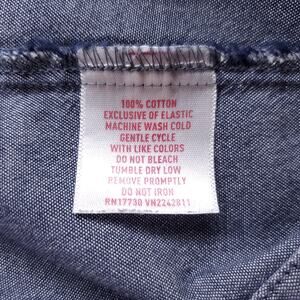 100% COTTON
EXCLUSIVE OF ELASTIC
MACHINE WASH COLD
GENTLE CYCLE
WITH LIKE COLORS
DO NOT BLEACH
TUMBLE DRY LOW
REMOVE PROMPTLY
DO NOT IRON
RN17730 VN2242811